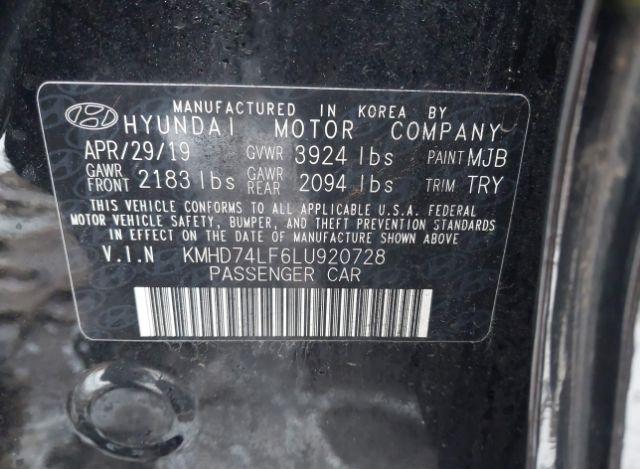 MANUFACTURED IN KOREA BY
HYUNDAI MOTOR COMPANY
APR/29/19 GVWR 3924 lbs PAINT MJB
GAWR FRONT 2183 lbs GAWR REAR 2094 lbs TRIM TRY
THIS VEHICLE CONFORMS TO ALL APPLICABLE U.S.A. FEDERAL
MOTOR VEHICLE SAFETY, BUMPER, AND THEFT PREVENTION STANDARDS
IN EFFECT ON THE DATE OF MANUFACTURE SHOWN ABOVE
V.I.N KMHD74LF6LU920728
PASSENGER CAR